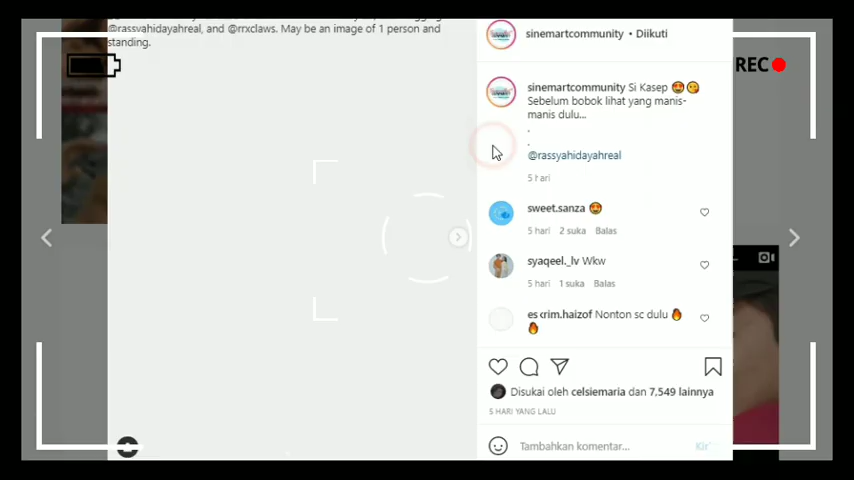 @rassyahidayahreal, and @rrxclaws. May be an image of 1 person and
standing.
REC
sinemartcommunity • Diikuti
sinemartcommunity Si Kasep 😍😘
Sebelum bobok lihat yang manis-
manis dulu...
.
.
@rassyahidayahreal
5 hari
sweet.sanza 😍
5 hari 2 suka Balas
syaqeel._lv Wkw
5 hari 1 suka Balas
Nonton sc dulu 🔥
🔥
Disukai oleh celsiemaria dan 7,549 lainnya
5 HARI YANG LALU
Tambahkan komentar...